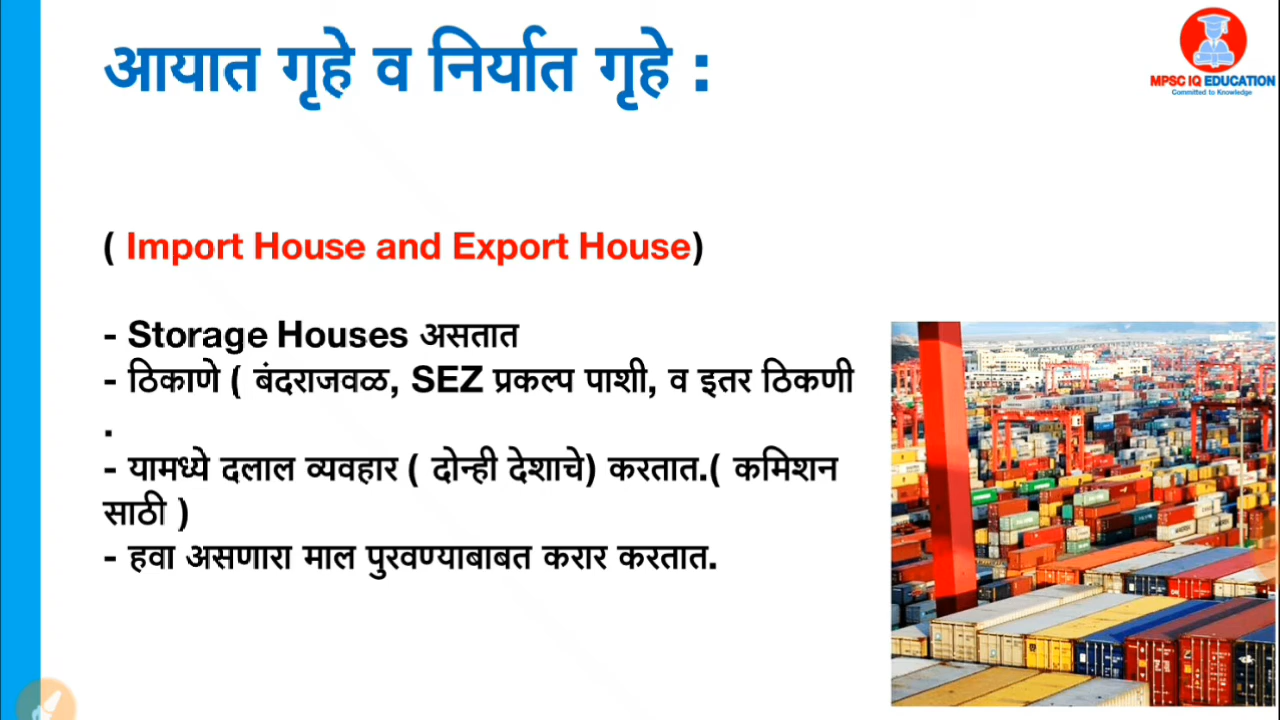 आयात गृहे व निर्यात गृहे :
MPSC IQ EDUCATION
Committed to Knowledge
( Import House and Export House)
- Storage Houses असतात
- ठिकाणे ( बंदराजवळ, SEZ प्रकल्प पाशी, व इतर ठिकणी
.
- यामध्ये दलाल व्यवहार ( दोन्ही देशाचे) करतात.( कमिशन
साठी )
- हवा असणारा माल पुरवण्याबाबत करार करतात.